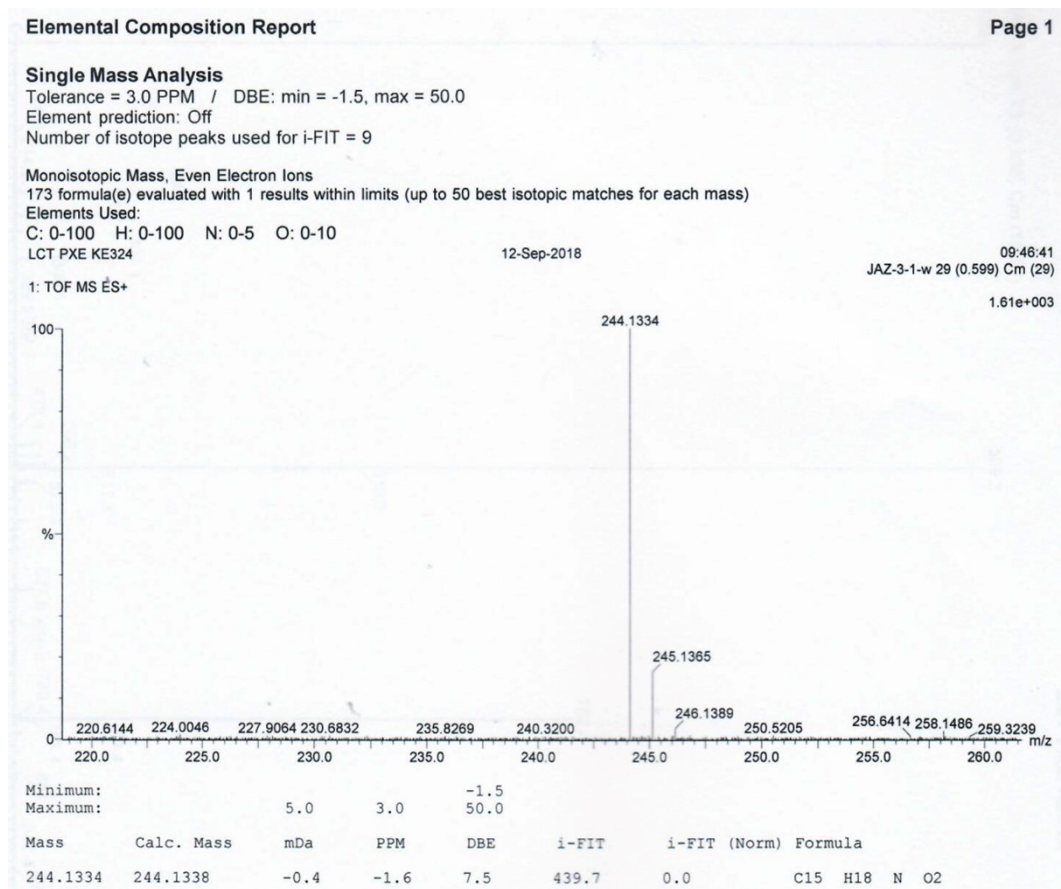 Elemental Composition Report Page 1
Single Mass Analysis
Tolerance = 3.0 PPM / DBE: min = -1.5, max = 50.0
Element prediction: Off
Number of isotope peaks used for i-FIT = 9
Monoisotopic Mass, Even Electron Ions
173 formula(e) evaluated with 1 results within limits (up to 50 best isotopic matches for each mass)
Elements Used:
C: 0-100 H: 0-100 N: 0-5 O: 0-10
LCT PXE KE324 12-Sep-2018 09:46:41
JAZ-3-1-w 29 (0.599) Cm (29)
1: TOF MS ES+
1.61e+003
100
244.1334
%
245.1365
246.1389
220.6144 224.0046 227.9064 230.6832 235.8269 240.3200 250.5205 256.6414 258.1486 259.3239
0
m/z
220.0 225.0 230.0 235.0 240.0 245.0 250.0 255.0 260.0
Minimum: -1.5
Maximum: 5.0 3.0 50.0
Mass Calc. Mass mDa PPM DBE i-FIT i-FIT (Norm) Formula
244.1334 244.1338 -0.4 -1.6 7.5 439.7 0.0 C15 H18 N O2